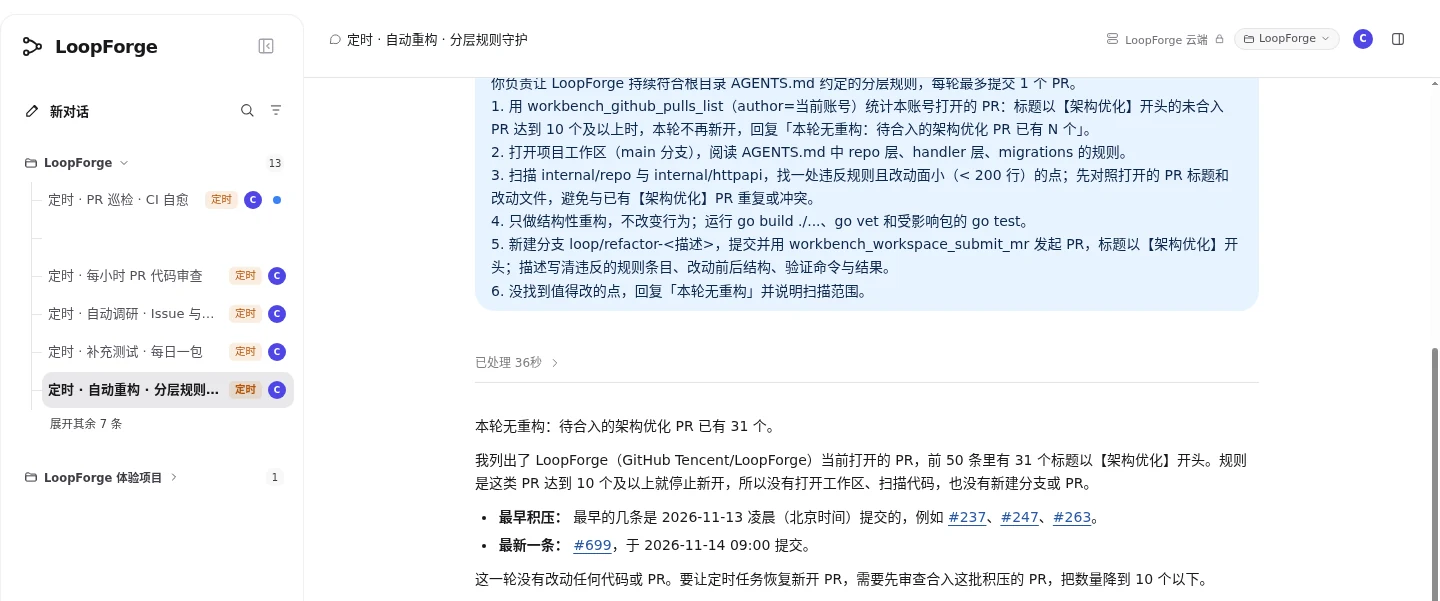 LoopForge
新对话
LoopForge
13
定时 · PR 巡检 · CI 自愈 定时 C
定时 · 每小时 PR 代码审查 定时 C
定时 · 自动调研 · Issue 与... 定时 C
定时 · 补充测试 · 每日一包 定时 C
定时 · 自动重构 · 分层规则... 定时 C
展开其余 7 条
LoopForge 体验项目
1
定时 · 自动重构 · 分层规则守护
LoopForge 云端
LoopForge
C
你负责让 LoopForge 持续符合根目录 AGENTS.md 约定的分层规则，每轮最多提交 1 个 PR。
1. 用 workbench_github_pulls_list（author=当前账号）统计本账号打开的 PR：标题以【架构优化】开头的未合入
PR 达到 10 个及以上时，本轮不再新开，回复「本轮无重构：待合入的架构优化 PR 已有 N 个」。
2. 打开项目工作区（main 分支），阅读 AGENTS.md 中 repo 层、handler 层、migrations 的规则。
3. 扫描 internal/repo 与 internal/httpapi，找一处违反规则且改动面小（< 200 行）的点；先对照打开的 PR 标题和
改动文件，避免与已有【架构优化】PR 重复或冲突。
4. 只做结构性重构，不改变行为；运行 go build ./...、go vet 和受影响包的 go test。
5. 新建分支 loop/refactor-<描述>，提交并用 workbench_workspace_submit_mr 发起 PR，标题以【架构优化】开
头；描述写清违反的规则条目、改动前后结构、验证命令与结果。
6. 没找到值得改的点，回复「本轮无重构」并说明扫描范围。
已处理 36秒
本轮无重构：待合入的架构优化 PR 已有 31 个。
我列出了 LoopForge（GitHub Tencent/LoopForge）当前打开的 PR，前 50 条里有 31 个标题以【架构优化】开头。规则
是这类 PR 达到 10 个及以上就停止新开，所以没有打开工作区、扫描代码，也没有新建分支或 PR。
• 最早积压： 最早的几条是 2026-11-13 凌晨（北京时间）提交的，例如 #237、#247、#263。
• 最新一条： #699，于 2026-11-14 09:00 提交。
这一轮没有改动任何代码或 PR。要让定时任务恢复新开 PR，需要先审查合入这批积压的 PR，把数量降到 10 个以下。